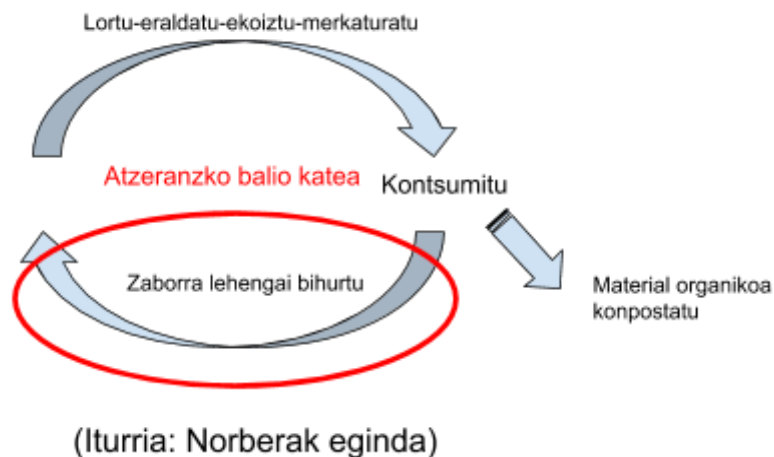 Lortu-eraldatu-ekoiztu-merkaturatu
Atzeranzko balio katea
Kontsumitu
Zaborra lehengai bihurtu
Material organikoa
konpostatu
(Iturria: Norberak eginda)